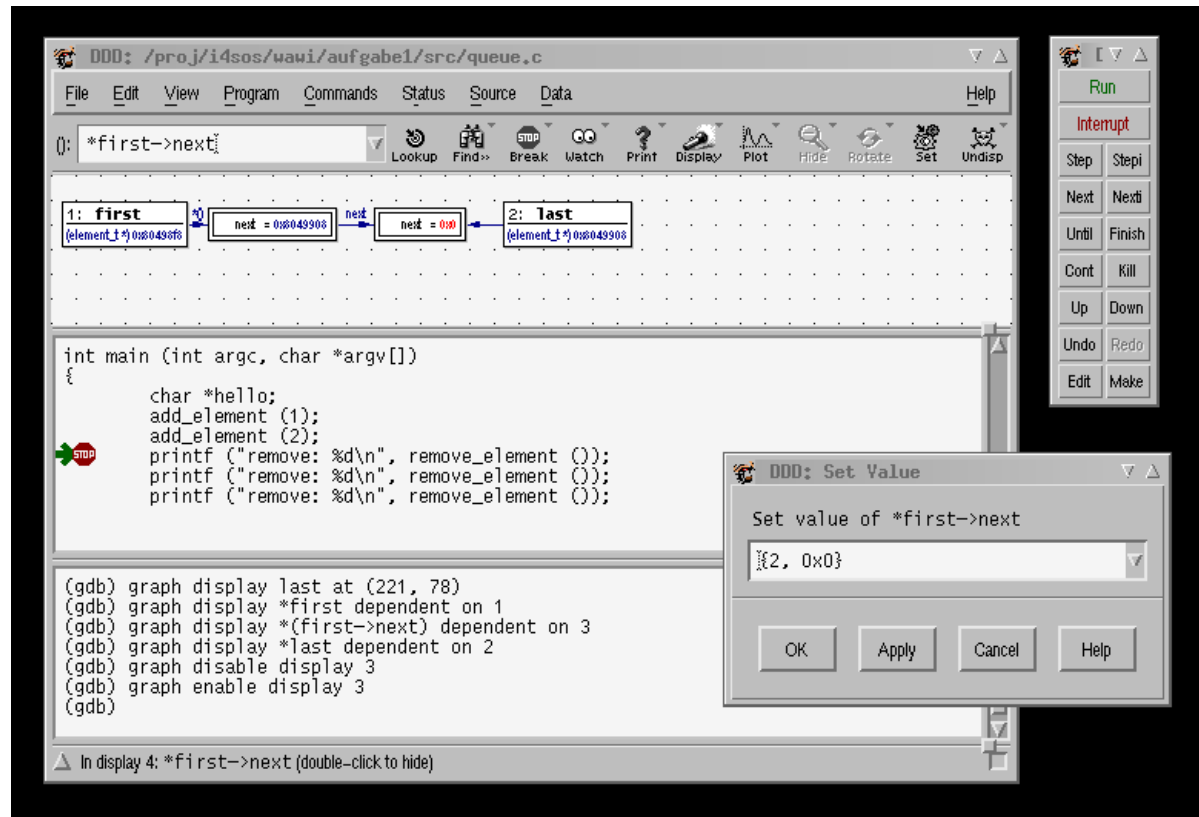 DDD: /proj/i4sos/wawi/aufgabe1/src/queue.c
File Edit View Program Commands Status Source Data Help
(): *first->next
Lookup Find>> Break Watch Print Display Plot Hide Rotate Set Undisp
1: first
(element_t *) 0x80498f8
*()
next = 0x8049908
next
next = 0x0
2: last
(element_t *) 0x8049908
int main (int argc, char *argv[])
{
char *hello;
add_element (1);
add_element (2);
STOP printf ("remove: %d\n", remove_element ());
printf ("remove: %d\n", remove_element ());
printf ("remove: %d\n", remove_element ());
(gdb) graph display last at (221, 78)
(gdb) graph display *first dependent on 1
(gdb) graph display *(first->next) dependent on 3
(gdb) graph display *last dependent on 2
(gdb) graph disable display 3
(gdb) graph enable display 3
(gdb)
In display 4: *first->next (double-click to hide)
Run
Interrupt
Step Stepi
Next Nexti
Until Finish
Cont Kill
Up Down
Undo Redo
Edit Make
DDD: Set Value
Set value of *first->next
{2, 0x0}
OK Apply Cancel Help